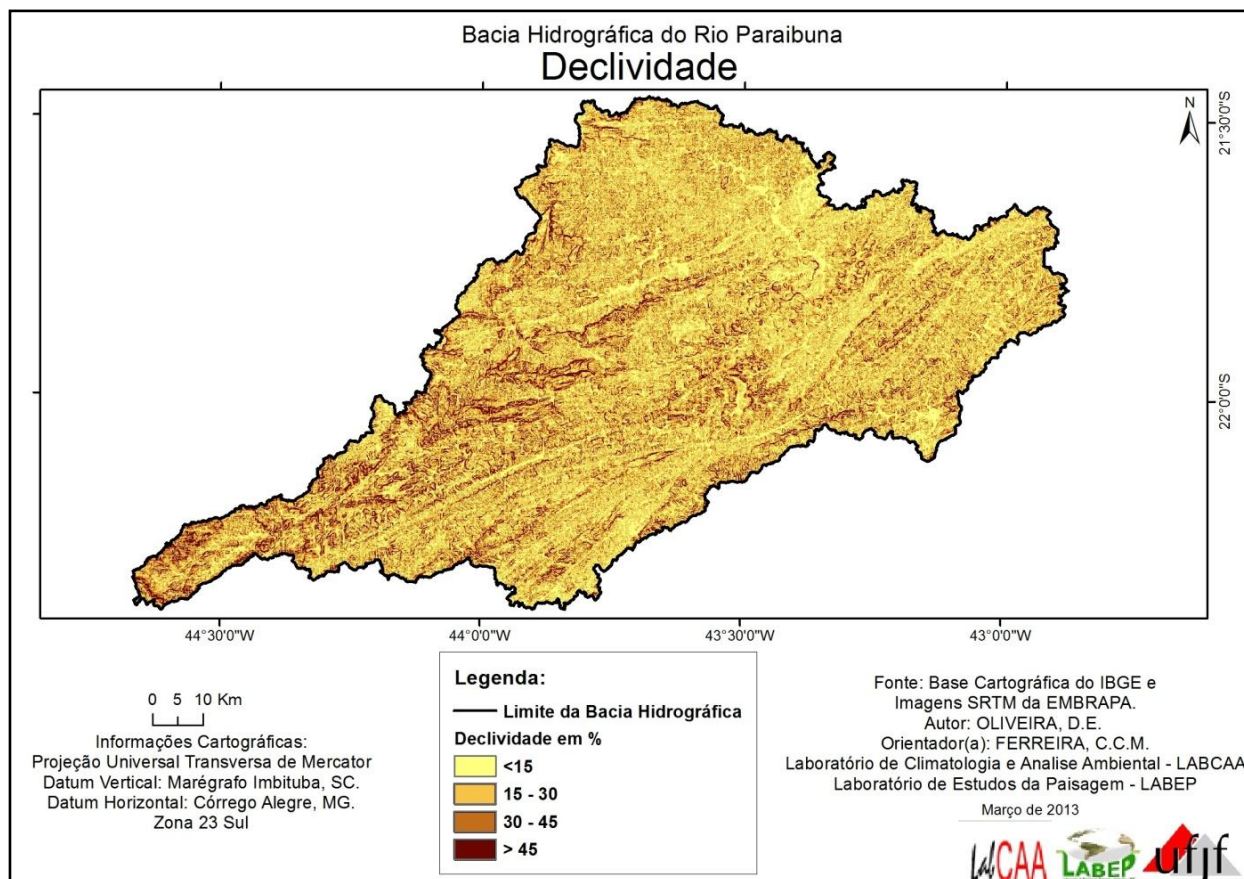 Bacia Hidrográfica do Rio Paraibuna
Declividade
N
21°30'0"S
22°0'0"S
44°30'0"W
44°0'0"W
43°30'0"W
43°0'0"W
0 5 10 Km
Informações Cartográficas:
Projeção Universal Transversa de Mercator
Datum Vertical: Marégrafo Imbituba, SC.
Datum Horizontal: Córrego Alegre, MG.
Zona 23 Sul
Legenda:
Limite da Bacia Hidrográfica
Declividade em %
<15
15 - 30
30 - 45
> 45
Fonte: Base Cartográfica do IBGE e
Imagens SRTM da EMBRAPA.
Autor: OLIVEIRA, D.E.
Orientador(a): FERREIRA, C.C.M.
Laboratório de Climatologia e Analise Ambiental - LABCAA
Laboratório de Estudos da Paisagem - LABEP
Março de 2013
LabCAA
LABEP
ufjf